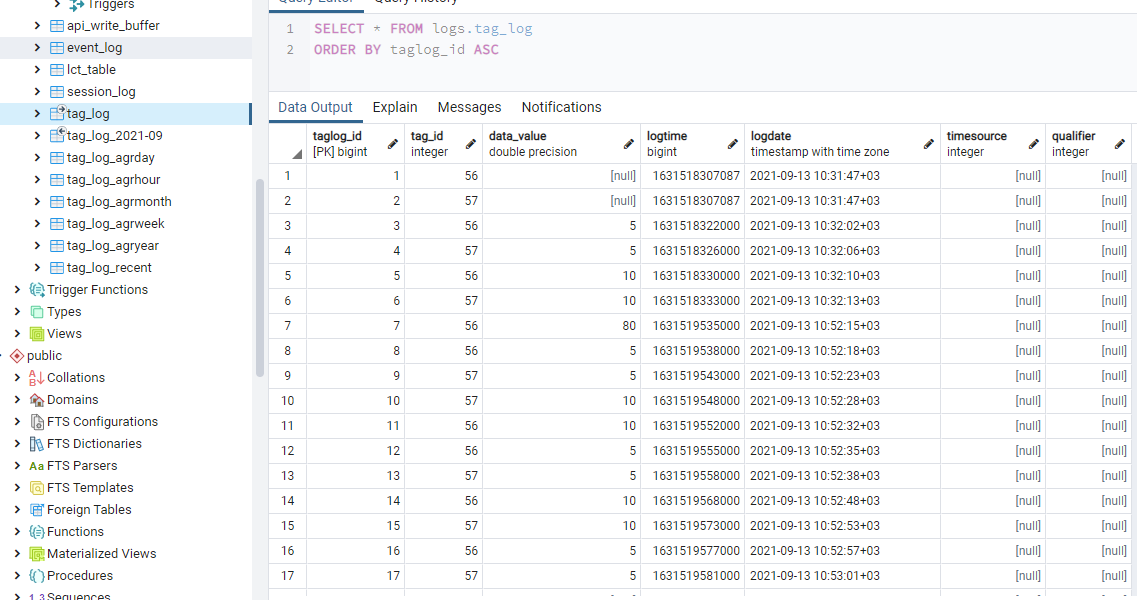 Triggers
api_write_buffer
event_log
lct_table
session_log
tag_log
tag_log_2021-09
tag_log_agrday
tag_log_agrhour
tag_log_agrmonth
tag_log_agrweek
tag_log_agryear
tag_log_recent
Trigger Functions
Types
Views
public
Collations
Domains
FTS Configurations
FTS Dictionaries
Aa FTS Parsers
FTS Templates
Foreign Tables
Functions
Materialized Views
Procedures
1..3 Sequences
Query Editor Query History
1 SELECT * FROM logs.tag_log
2 ORDER BY taglog_id ASC
Data Output Explain Messages Notifications
taglog_id tag_id data_value logtime logdate timesource qualifier
[PK] bigint integer double precision bigint timestamp with time zone integer integer
1 1 56 [null] 1631518307087 2021-09-13 10:31:47+03 [null] [null]
2 2 57 [null] 1631518307087 2021-09-13 10:31:47+03 [null] [null]
3 3 56 5 1631518322000 2021-09-13 10:32:02+03 [null] [null]
4 4 57 5 1631518326000 2021-09-13 10:32:06+03 [null] [null]
5 5 56 10 1631518330000 2021-09-13 10:32:10+03 [null] [null]
6 6 57 10 1631518333000 2021-09-13 10:32:13+03 [null] [null]
7 7 56 80 1631519535000 2021-09-13 10:52:15+03 [null] [null]
8 8 56 5 1631519538000 2021-09-13 10:52:18+03 [null] [null]
9 9 57 5 1631519543000 2021-09-13 10:52:23+03 [null] [null]
10 10 57 10 1631519548000 2021-09-13 10:52:28+03 [null] [null]
11 11 56 10 1631519552000 2021-09-13 10:52:32+03 [null] [null]
12 12 56 5 1631519555000 2021-09-13 10:52:35+03 [null] [null]
13 13 57 5 1631519558000 2021-09-13 10:52:38+03 [null] [null]
14 14 56 10 1631519568000 2021-09-13 10:52:48+03 [null] [null]
15 15 57 10 1631519573000 2021-09-13 10:52:53+03 [null] [null]
16 16 56 5 1631519577000 2021-09-13 10:52:57+03 [null] [null]
17 17 57 5 1631519581000 2021-09-13 10:53:01+03 [null] [null]